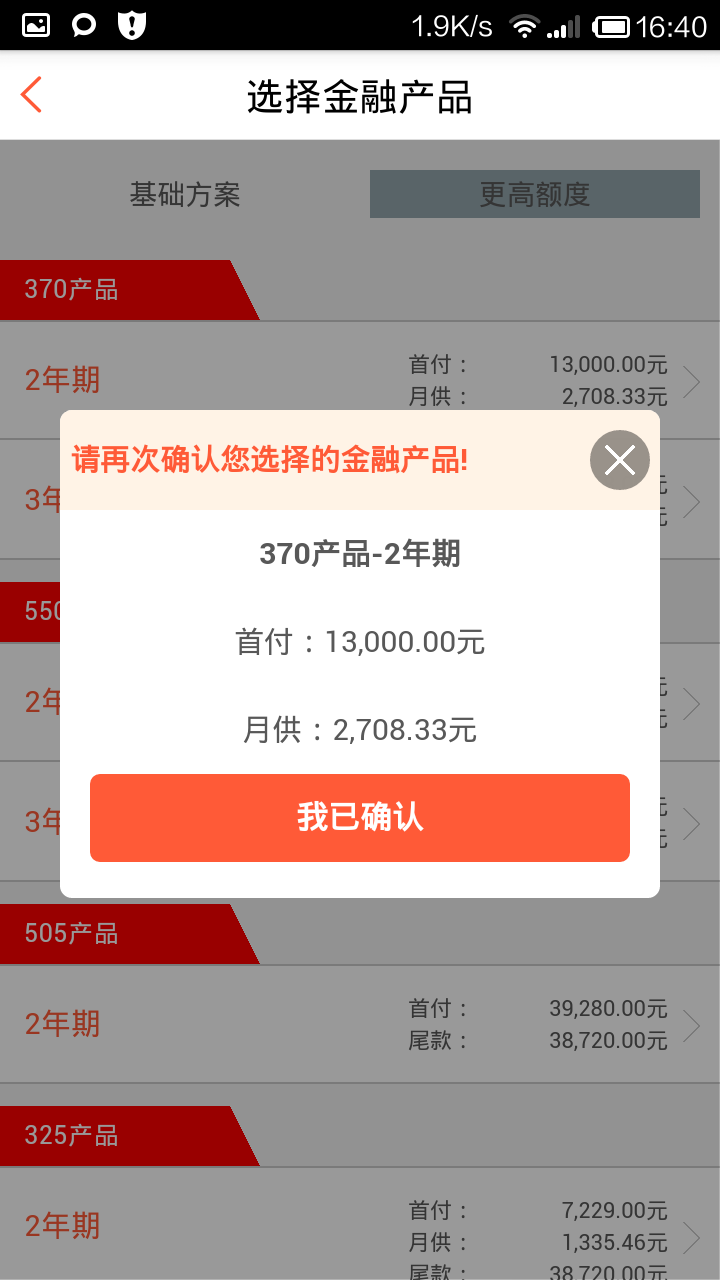 1.9K/s 16:40
选择金融产品
基础方案 更高额度
370产品
2年期
首付： 13,000.00元
月供： 2,708.33元
请再次确认您选择的金融产品!
370产品-2年期
首付：13,000.00元
月供：2,708.33元
我已确认
3年
550
2年
3年
505产品
2年期
首付： 39,280.00元
尾款： 38,720.00元
325产品
2年期
首付： 7,229.00元
月供： 1,335.46元
尾款： 38,720.00元